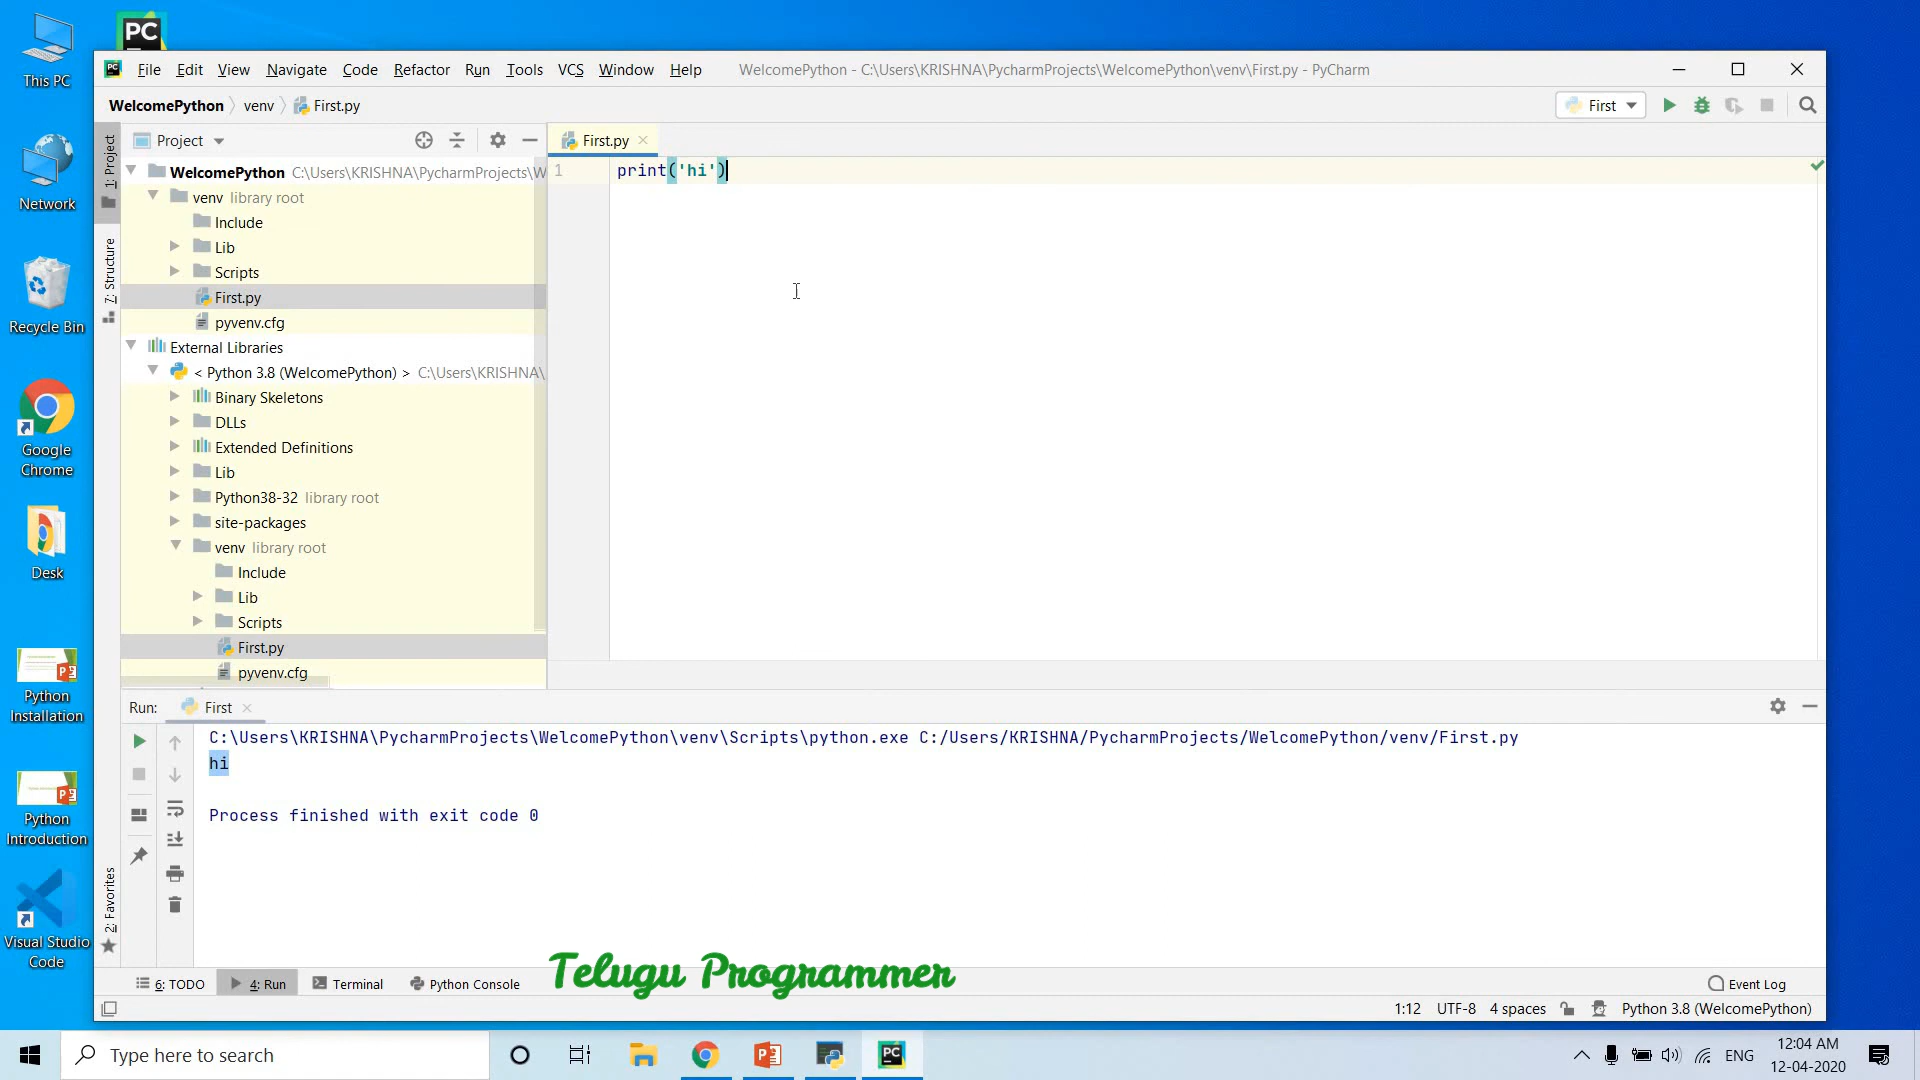 This PC
Network
Recycle Bin
Google
Chrome
Desk
Python
Installation
Python
Introduction
Visual Studio
Code
PC
PC File Edit View Navigate Code Refactor Run Tools VCS Window Help WelcomePython - C:\Users\KRISHNA\PycharmProjects\WelcomePython\venv\First.py - PyCharm
WelcomePython venv First.py First
1: Project
Z: Structure
2: Favorites
Project
WelcomePython C:\Users\KRISHNA\PycharmProjects\W
venv library root
Include
Lib
Scripts
First.py
pyvenv.cfg
External Libraries
< Python 3.8 (WelcomePython) > C:\Users\KRISHNA\
Binary Skeletons
DLLs
Extended Definitions
Lib
Python38-32 library root
site-packages
venv library root
Include
Lib
Scripts
First.py
pyvenv.cfg
First.py
1 print('hi')
Run: First
C:\Users\KRISHNA\PycharmProjects\WelcomePython\venv\Scripts\python.exe C:/Users/KRISHNA/PycharmProjects/WelcomePython/venv/First.py
hi
Process finished with exit code 0
Telugu Programmer
6: TODO 4: Run Terminal Python Console Event Log
1:12 UTF-8 4 spaces Python 3.8 (WelcomePython)
Type here to search
ENG
12:04 AM
12-04-2020